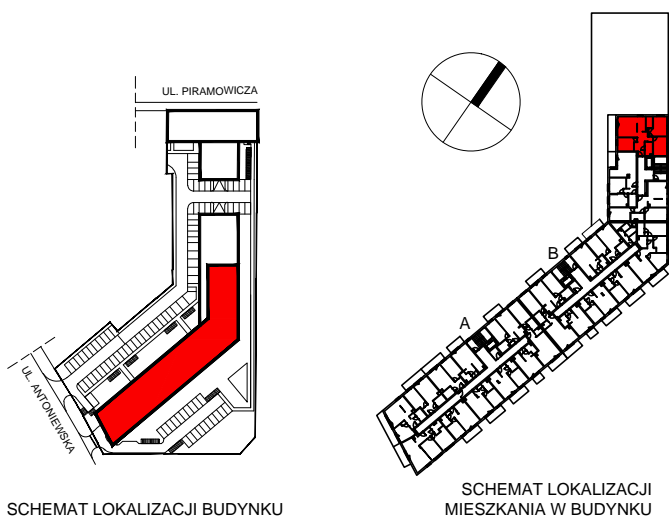 UL. PIRAMOWICZA
B
A
UL. ANTONIEWSKA
SCHEMAT LOKALIZACJI BUDYNKU
SCHEMAT LOKALIZACJI
MIESZKANIA W BUDYNKU